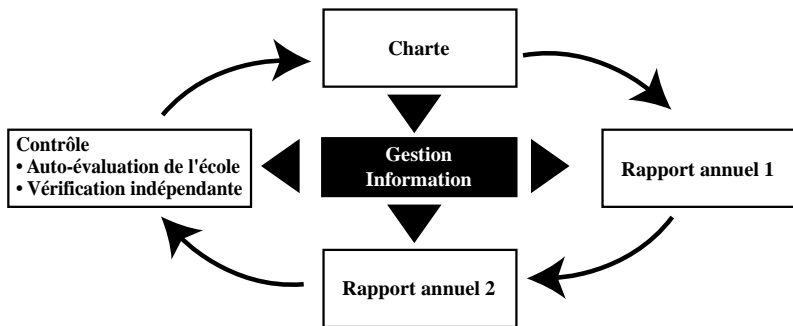 Charte
Contrôle
• Auto-évaluation de l'école
• Vérification indépendante
Gestion
Information
Rapport annuel 1
Rapport annuel 2